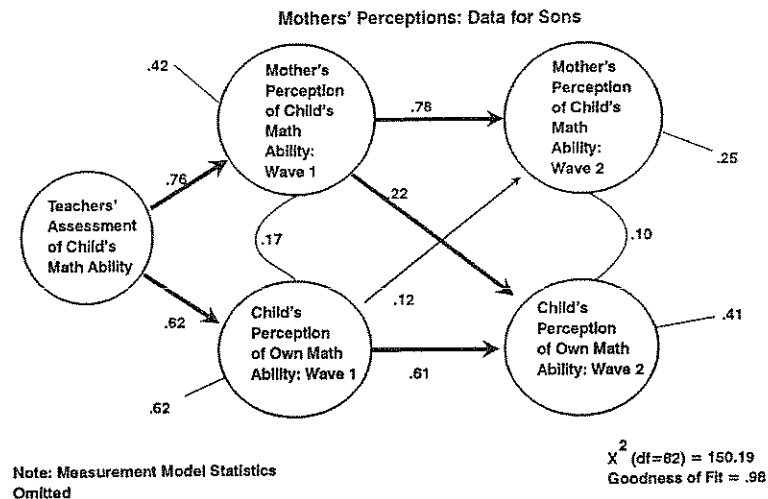 Mothers' Perceptions: Data for Sons
.42
Mother's
Perception
of Child's
Math
Ability:
Wave 1
.78
Mother's
Perception
of Child's
Math
Ability:
Wave 2
.25
.76
Teachers'
Assessment
of Child's
Math Ability
.22
.17
.10
.62
Child's
Perception
of Own Math
Ability: Wave 1
.12
Child's
Perception
of Own Math
Ability: Wave 2
.41
.61
.62
Note: Measurement Model Statistics
Omitted
X² (df=62) = 150.19
Goodness of Fit = .98